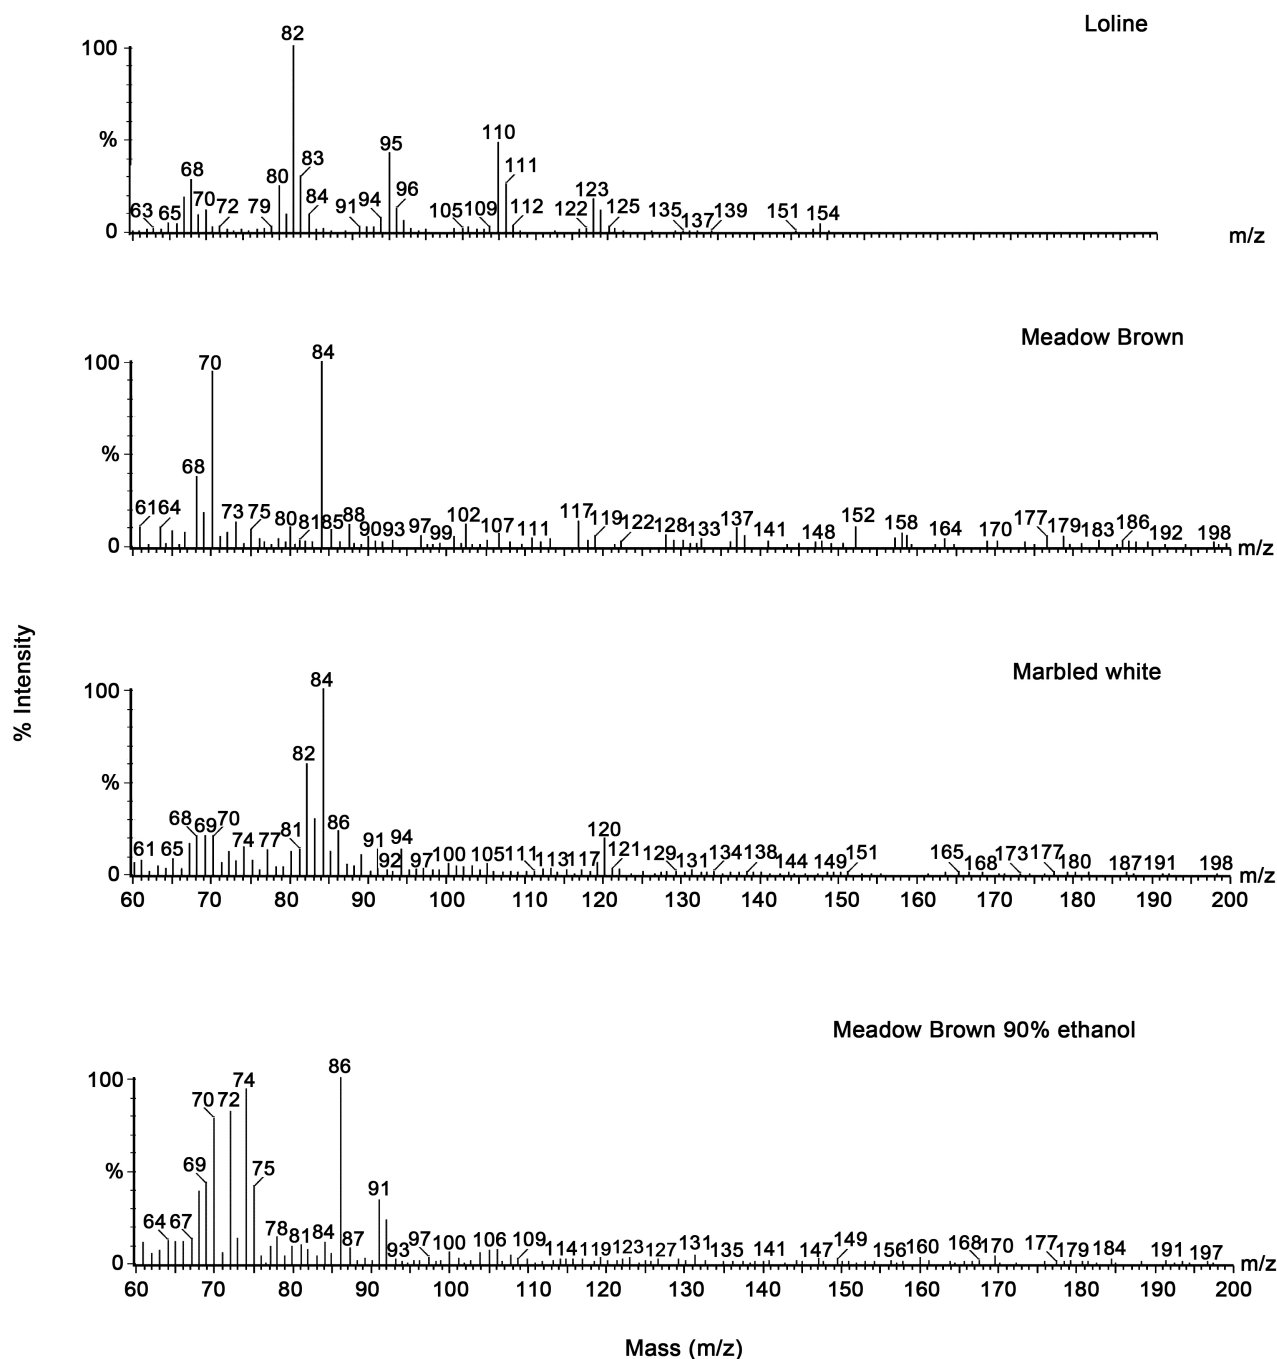 Loline
100
%
0
63 65 68 70 72 79 80 82 83 84 91 94 95 96 105 109 110 111 112 122 123 125 135 137 139 151 154
m/z
Meadow Brown
100
%
0
61 64 68 70 73 75 80 81 84 85 88 90 93 97 99 102 107 111 117 119 122 128 133 137 141 148 152 158 164 170 177 179 183 186 192 198
m/z
% Intensity
Marbled white
100
%
0
61 65 68 69 70 74 77 81 82 84 86 91 92 94 97 100 105 111 113 117 120 121 129 131 134 138 144 149 151 165 168 173 177 180 187 191 198
m/z
60 70 80 90 100 110 120 130 140 150 160 170 180 190 200
Meadow Brown 90% ethanol
100
%
0
64 67 69 70 72 74 75 78 81 84 86 87 91 93 97 100 106 109 114 119 123 127 131 135 141 147 149 156 160 168 170 177 179 184 191 197
m/z
60 70 80 90 100 110 120 130 140 150 160 170 180 190 200
Mass (m/z)